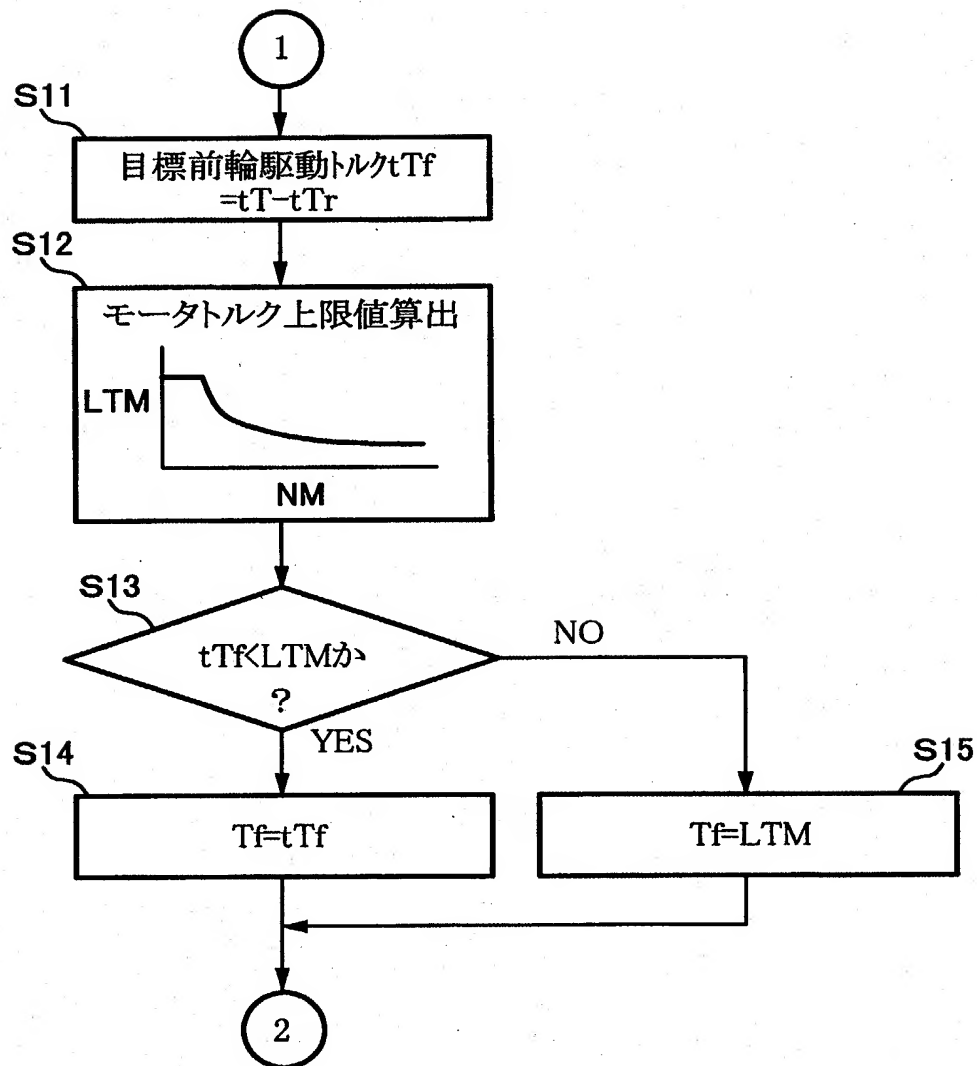 1
S11
目標前輪駆動トルクtTf
=tT-tTr
S12
モータトルク上限値算出
LTM
NM
S13
tTf<LTMか
?
NO
YES
S14
Tf=tTf
S15
Tf=LTM
2